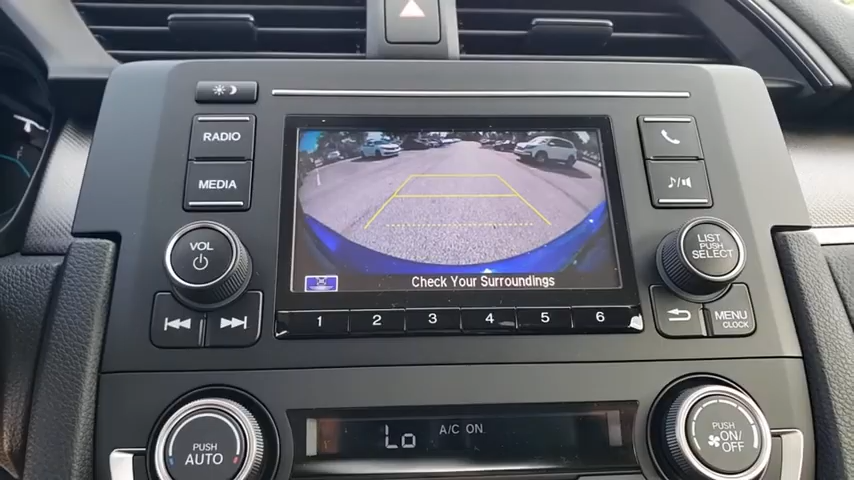 RADIO
MEDIA
VOL
LIST
PUSH
SELECT
Check Your Surroundings
1 2 3 4 5 6
MENU
CLOCK
Lo
A/C ON
PUSH
AUTO
PUSH
ON/
OFF